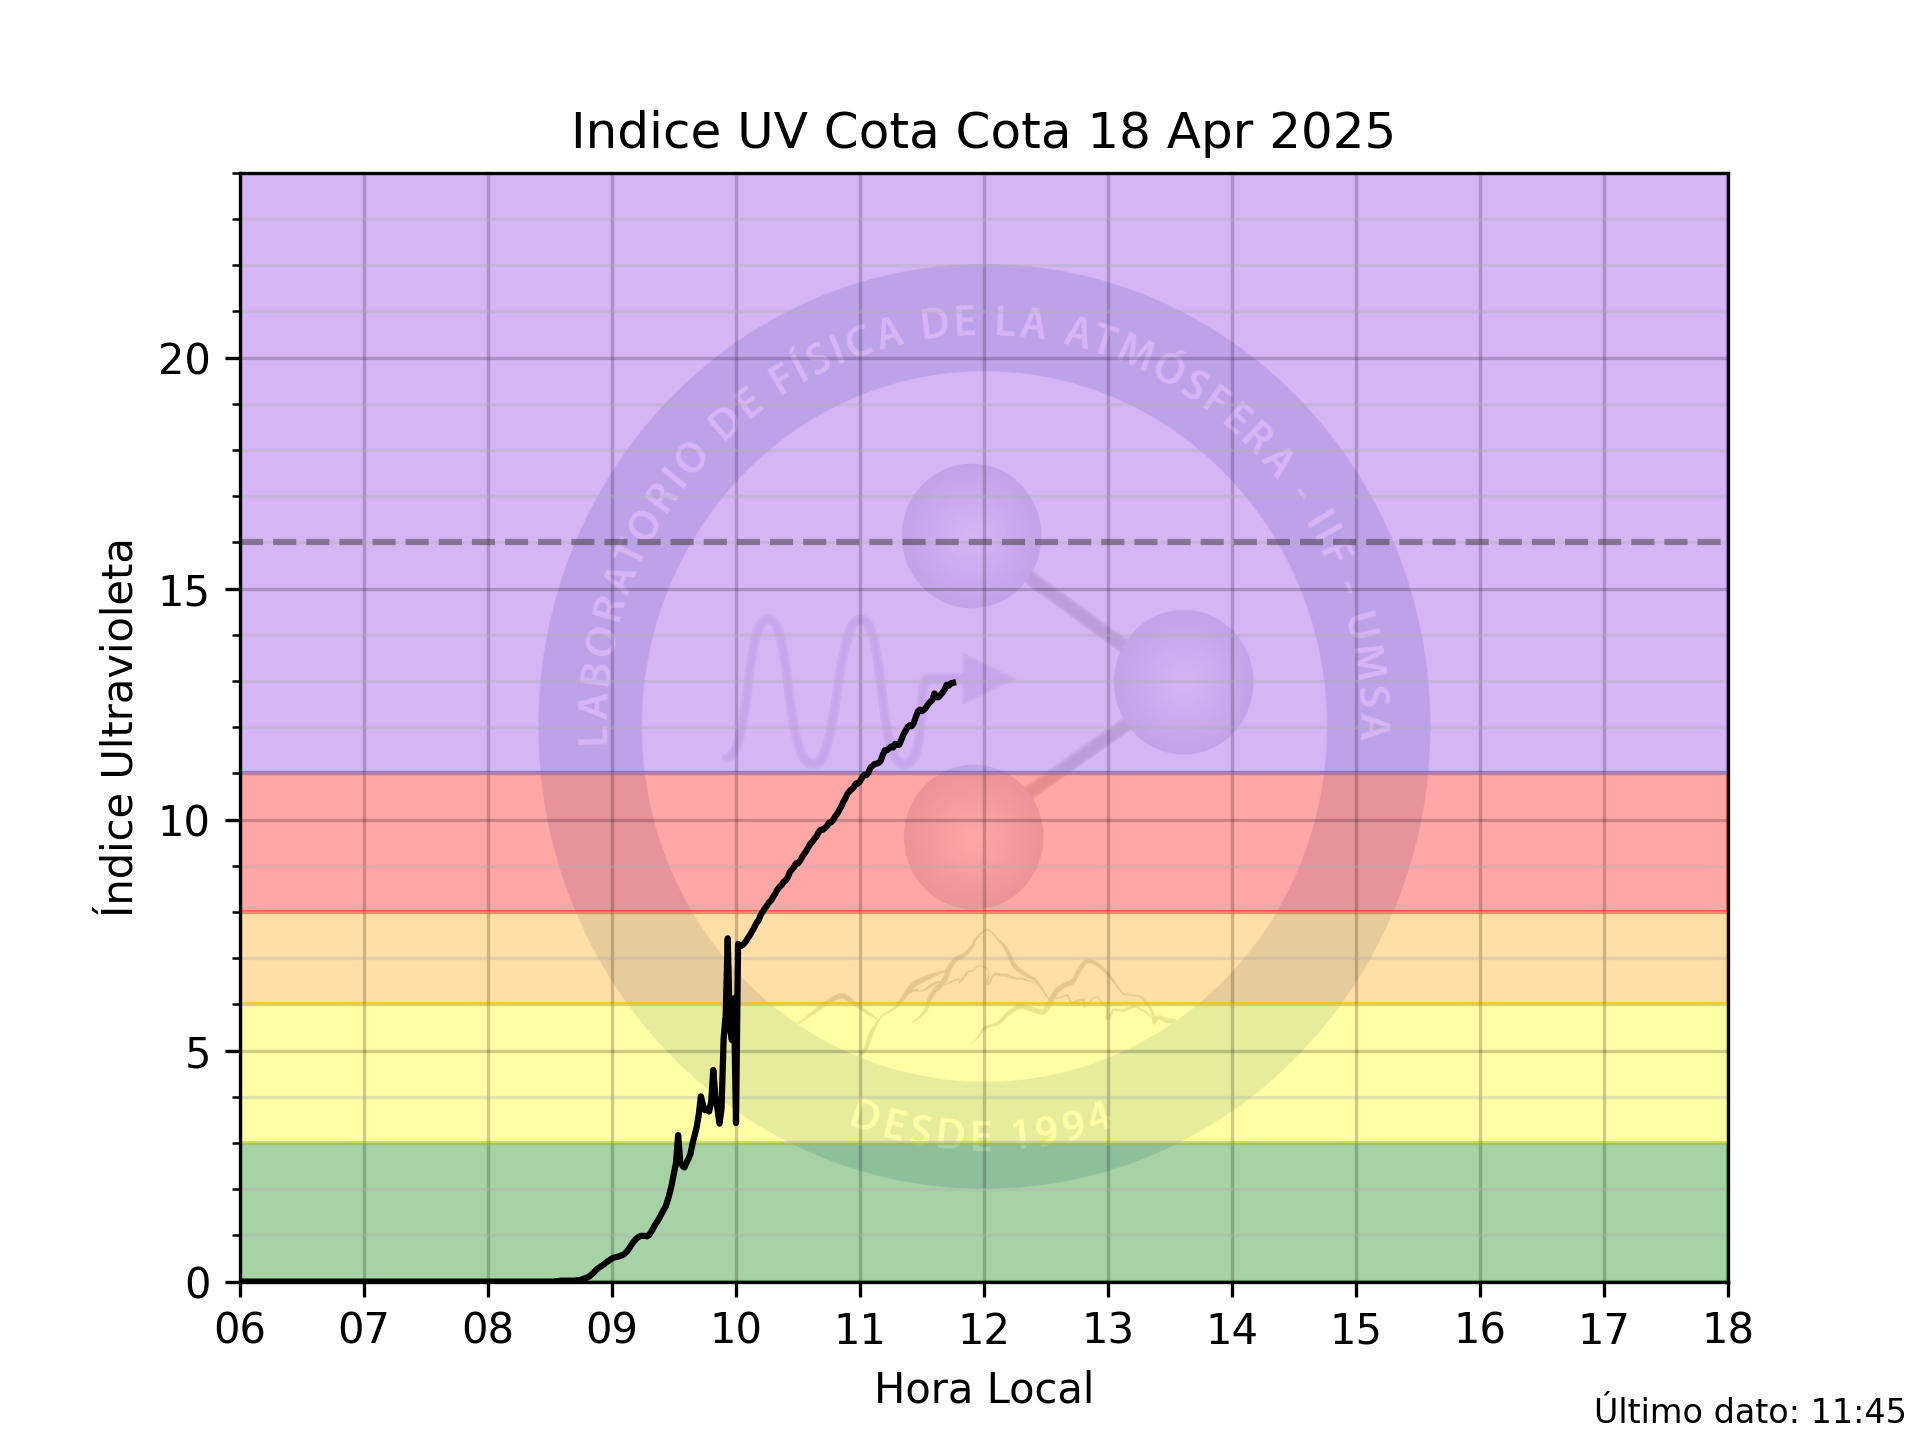 Indice UV Cota Cota 18 Apr 2025
LABORATORIO DE FÍSICA DE LA ATMÓSFERA - IIF - UMSA
DESDE 1994
Índice Ultravioleta
20
15
10
5
0
06 07 08 09 10 11 12 13 14 15 16 17 18
Hora Local
Último dato: 11:45